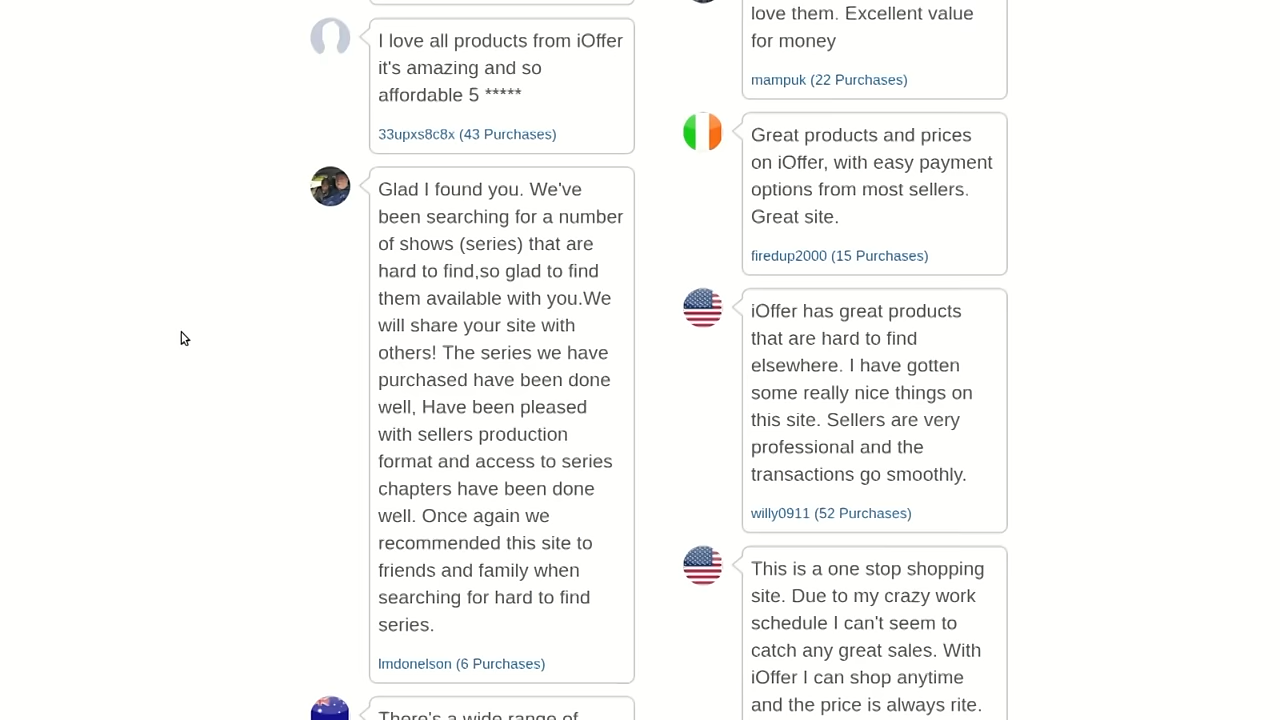 I love all products from iOffer
it's amazing and so
affordable 5 *****
33upxs8c8x (43 Purchases)
Glad I found you. We've
been searching for a number
of shows (series) that are
hard to find,so glad to find
them available with you.We
will share your site with
others! The series we have
purchased have been done
well, Have been pleased
with sellers production
format and access to series
chapters have been done
well. Once again we
recommended this site to
friends and family when
searching for hard to find
series.
lmdonelson (6 Purchases)
There's a wide range of
love them. Excellent value
for money
mampuk (22 Purchases)
Great products and prices
on iOffer, with easy payment
options from most sellers.
Great site.
firedup2000 (15 Purchases)
iOffer has great products
that are hard to find
elsewhere. I have gotten
some really nice things on
this site. Sellers are very
professional and the
transactions go smoothly.
willy0911 (52 Purchases)
This is a one stop shopping
site. Due to my crazy work
schedule I can't seem to
catch any great sales. With
iOffer I can shop anytime
and the price is always rite.